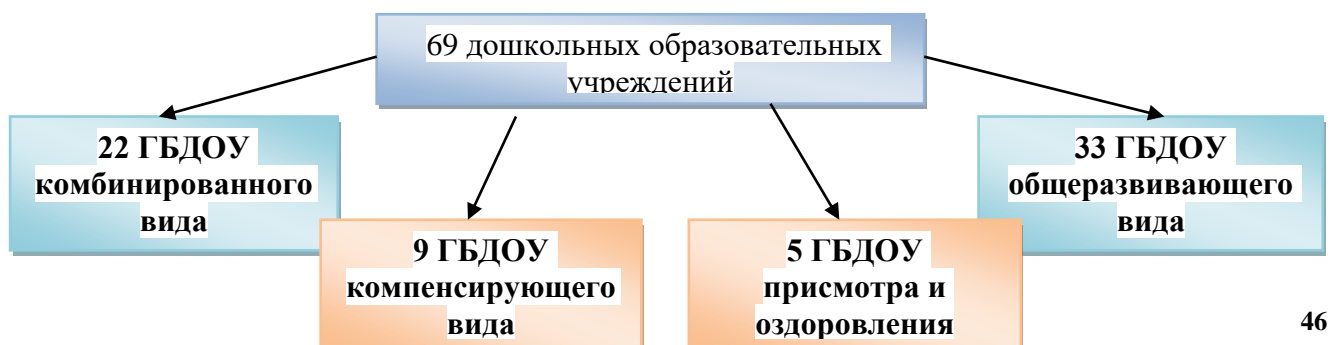 69 дошкольных образовательных
учреждений
22 ГБДОУ
комбинированного
вида
9 ГБДОУ
компенсирующего
вида
5 ГБДОУ
присмотра и
оздоровления
33 ГБДОУ
общеразвивающего
вида
46